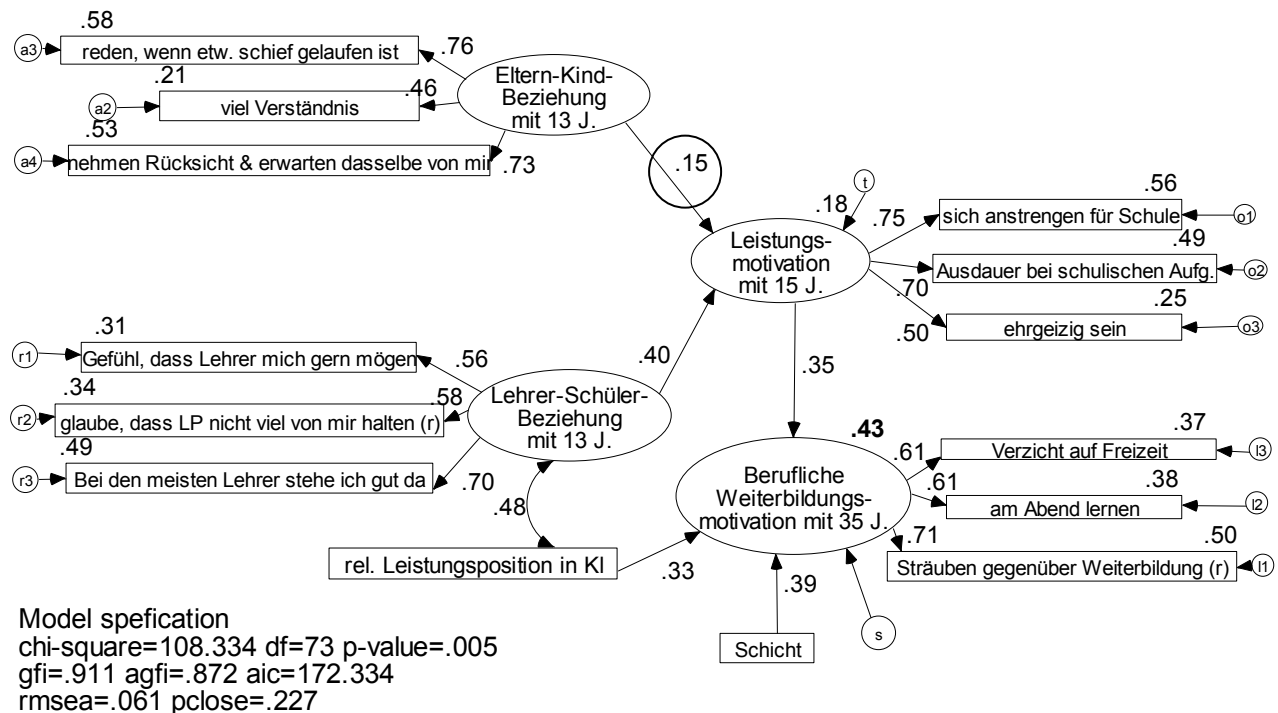 .58
a3
reden, wenn etw. schief gelaufen ist
.76
.21
a2
viel Verständnis
.46
.53
a4
nehmen Rücksicht & erwarten dasselbe von mir
.73
Eltern-Kind-
Beziehung
mit 13 J.
.15
t
.18
Leistungs-
motivation
mit 15 J.
.75
.56
sich anstrengen für Schule
o1
.49
Ausdauer bei schulischen Aufg.
o2
.70
.25
.50
ehrgeizig sein
o3
.31
r1
Gefühl, dass Lehrer mich gern mögen
.56
.34
r2
glaube, dass LP nicht viel von mir halten (r)
.58
.49
r3
Bei den meisten Lehrer stehe ich gut da
.70
Lehrer-Schüler-
Beziehung
mit 13 J.
.40
.35
.48
rel. Leistungsposition in Kl
.33
.43
Berufliche
Weiterbildungs-
motivation mit 35 J.
.61
.37
Verzicht auf Freizeit
l3
.61
.38
am Abend lernen
l2
.71
.50
Sträuben gegenüber Weiterbildung (r)
l1
.39
Schicht
s
Model spefication
chi-square=108.334 df=73 p-value=.005
gfi=.911 agfi=.872 aic=172.334
rmsea=.061 pclose=.227